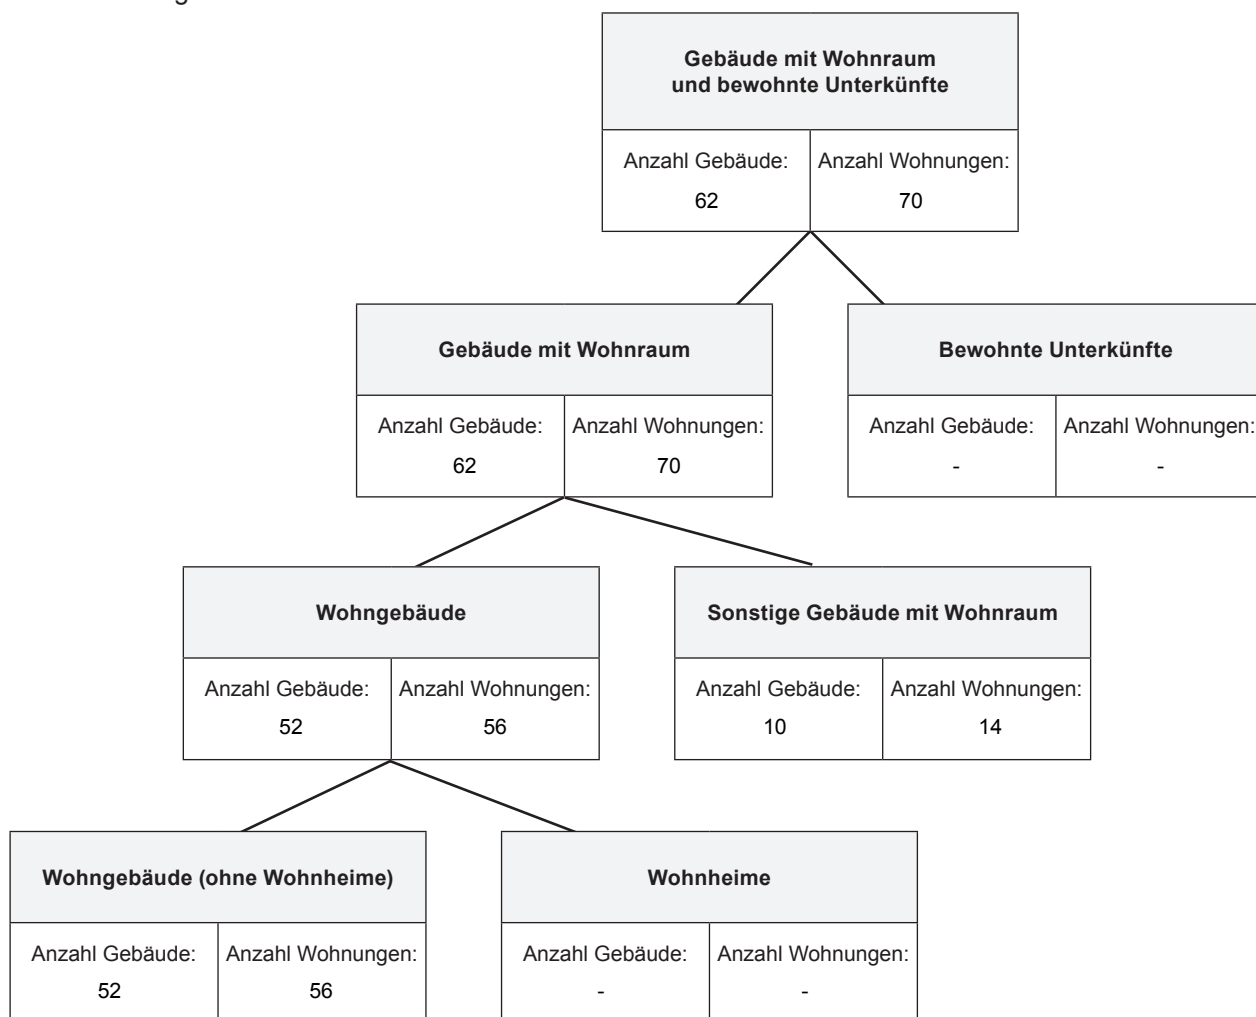 Gebäude mit Wohnraum
und bewohnte Unterkünfte
Anzahl Gebäude: Anzahl Wohnungen:
62 70
Gebäude mit Wohnraum
Anzahl Gebäude: Anzahl Wohnungen:
62 70
Bewohnte Unterkünfte
Anzahl Gebäude: Anzahl Wohnungen:
- -
Wohngebäude
Anzahl Gebäude: Anzahl Wohnungen:
52 56
Sonstige Gebäude mit Wohnraum
Anzahl Gebäude: Anzahl Wohnungen:
10 14
Wohngebäude (ohne Wohnheime)
Anzahl Gebäude: Anzahl Wohnungen:
52 56
Wohnheime
Anzahl Gebäude: Anzahl Wohnungen:
- -